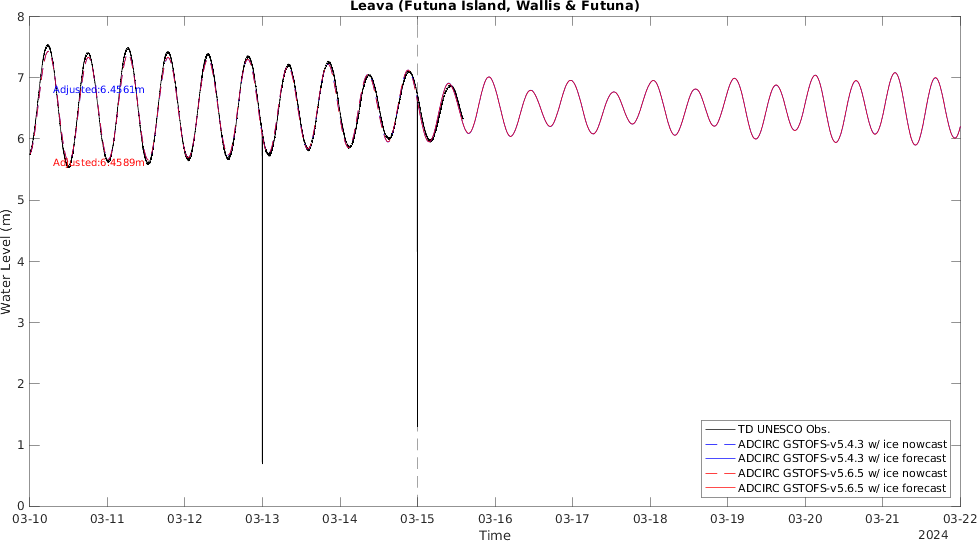 Leava (Futuna Island, Wallis & Futuna)
8
7
6
5
4
3
2
1
0
Water Level (m)
Adjusted:6.4561m
Adjusted:6.4589m
TD UNESCO Obs.
ADCIRC GSTOFS-v5.4.3 w/ ice nowcast
ADCIRC GSTOFS-v5.4.3 w/ ice forecast
ADCIRC GSTOFS-v5.6.5 w/ ice nowcast
ADCIRC GSTOFS-v5.6.5 w/ ice forecast
03-10 03-11 03-12 03-13 03-14 03-15 03-16 03-17 03-18 03-19 03-20 03-21 03-22
Time
2024